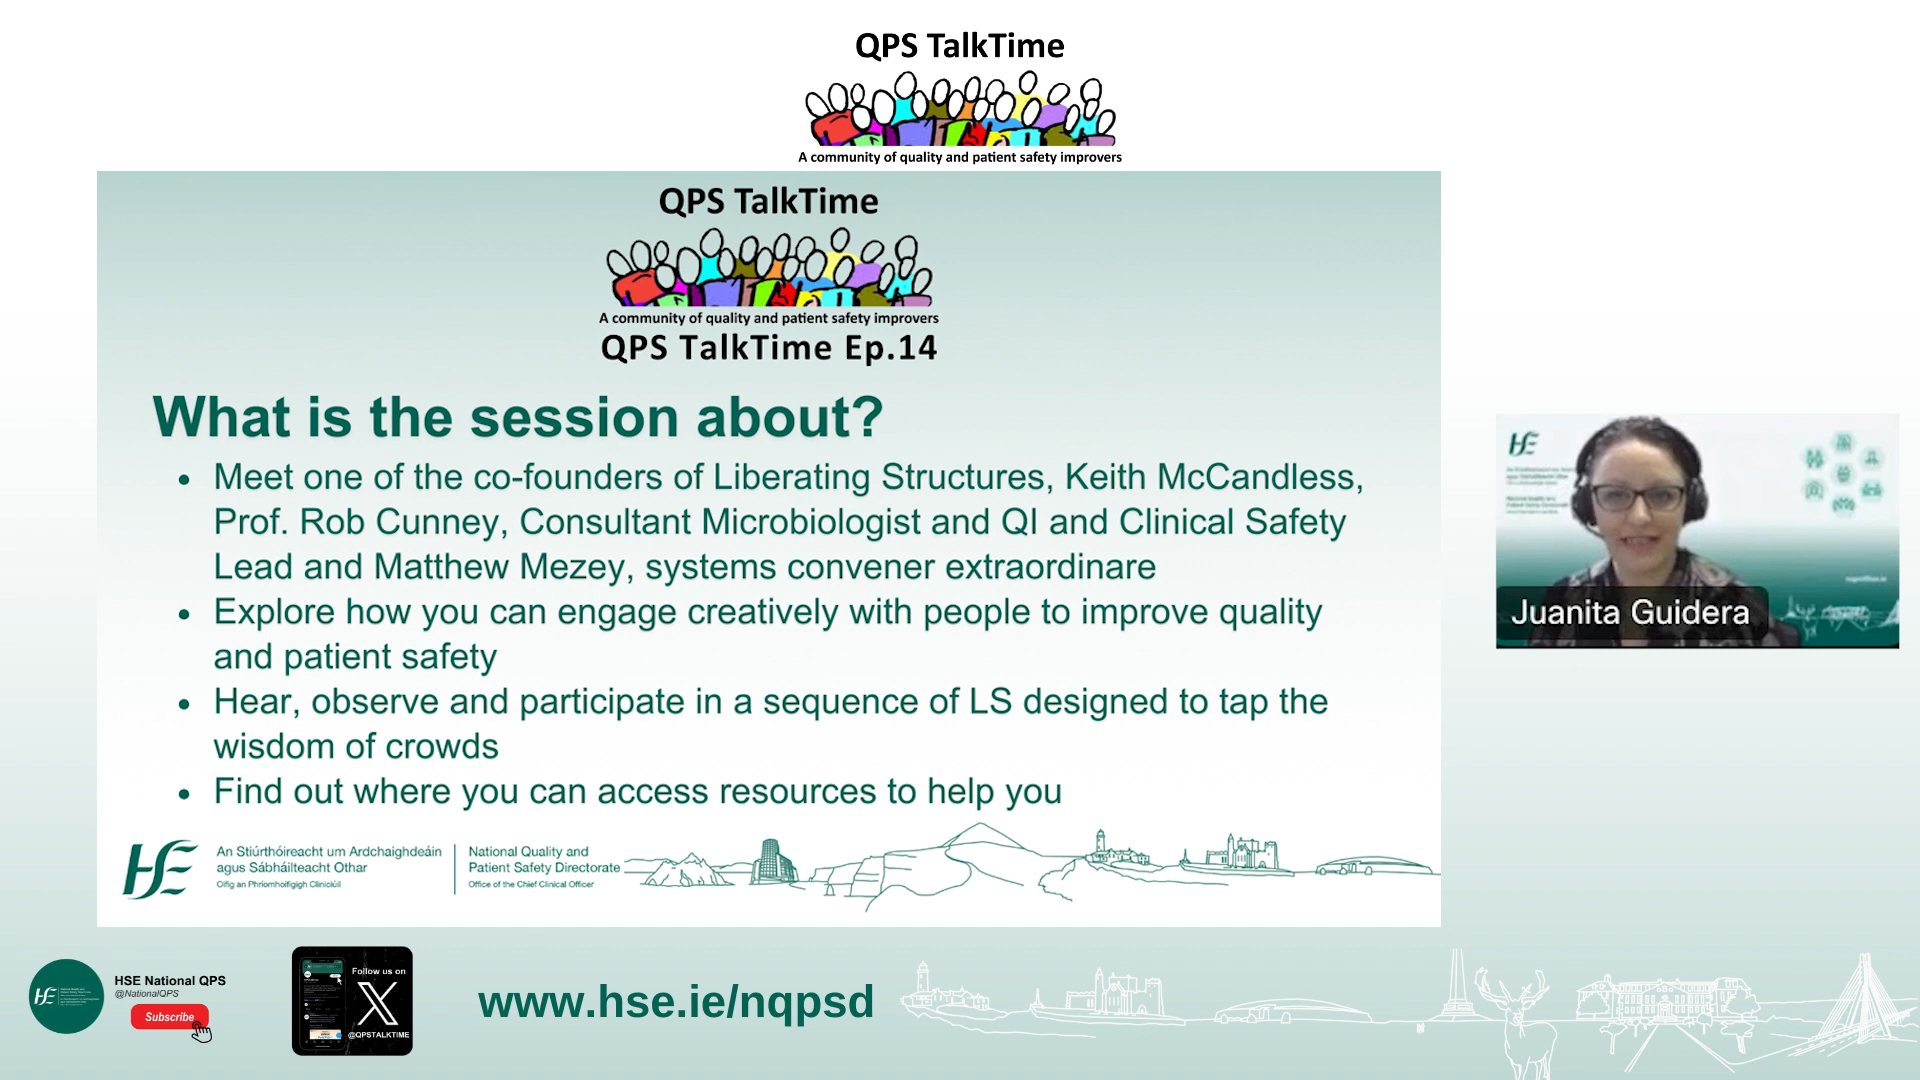 QPS TalkTime
A community of quality and patient safety improvers
QPS TalkTime
A community of quality and patient safety improvers
QPS TalkTime Ep.14
What is the session about?
• Meet one of the co-founders of Liberating Structures, Keith McCandless,
Prof. Rob Cunney, Consultant Microbiologist and QI and Clinical Safety
Lead and Matthew Mezey, systems convener extraordinare
• Explore how you can engage creatively with people to improve quality
and patient safety
• Hear, observe and participate in a sequence of LS designed to tap the
wisdom of crowds
• Find out where you can access resources to help you
HSE
An Stiúrthóireacht um Ardchaighdeáin
agus Sábháilteacht Othar
Oifig an Phríomhoifigigh Cliniciúil
National Quality and
Patient Safety Directorate
Office of the Chief Clinical Officer
Juanita Guidera
HSE National QPS
@NationalQPS
Subscribe
Follow us on
X
@QPSTALKTIME
www.hse.ie/nqpsd